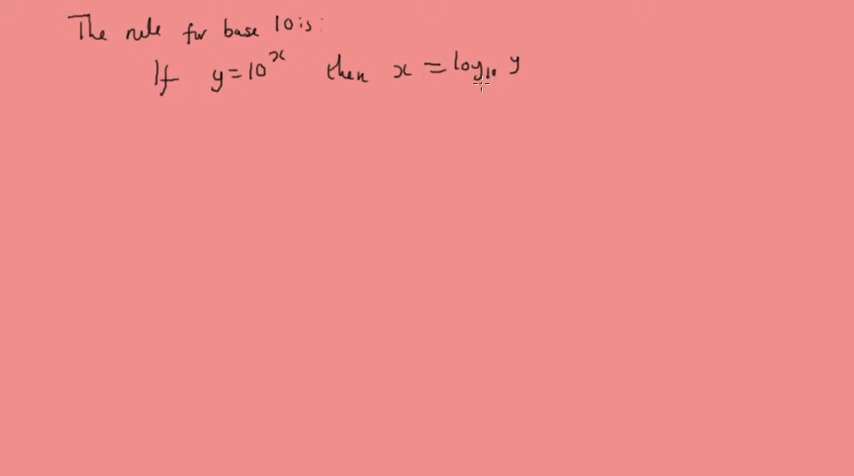 The rule for base 10 is:
If y = 10^x then x = log₁₀ y